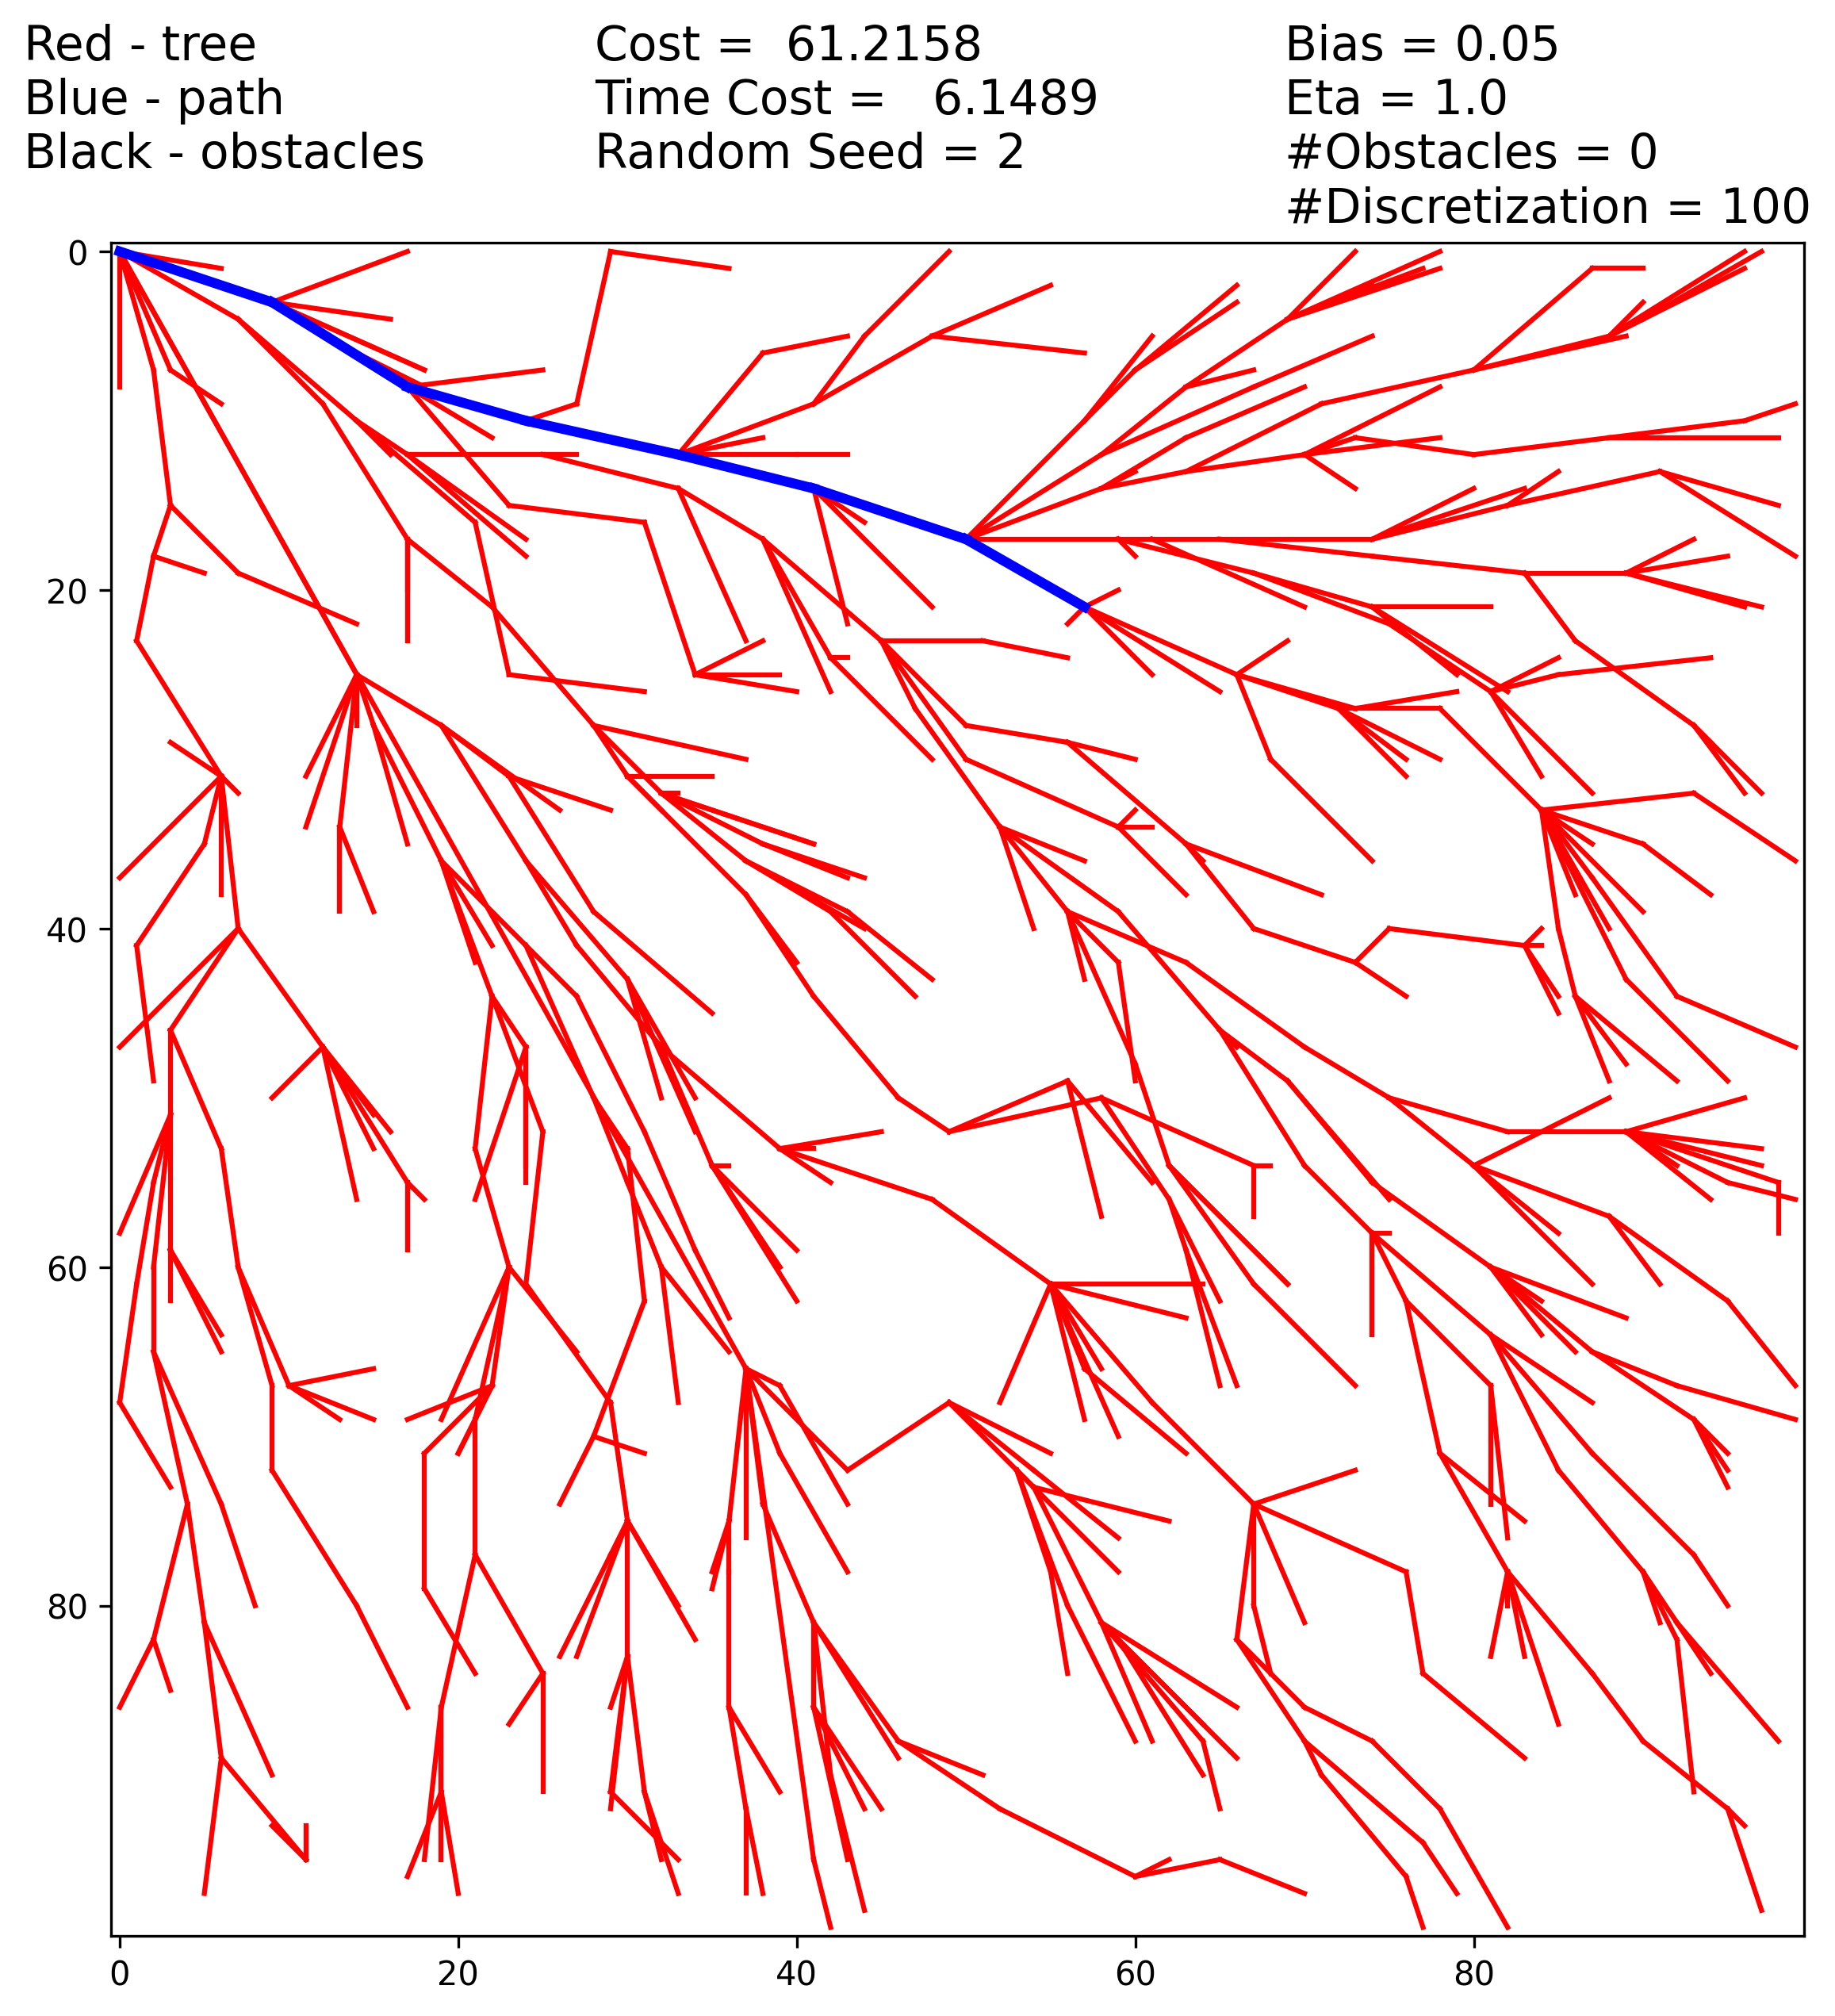 Red - tree
Blue - path
Black - obstacles
Cost =  61.2158
Time Cost =   6.1489
Random Seed = 2
Bias = 0.05
Eta = 1.0
#Obstacles = 0
#Discretization = 100
0
20
40
60
80
0
20
40
60
80